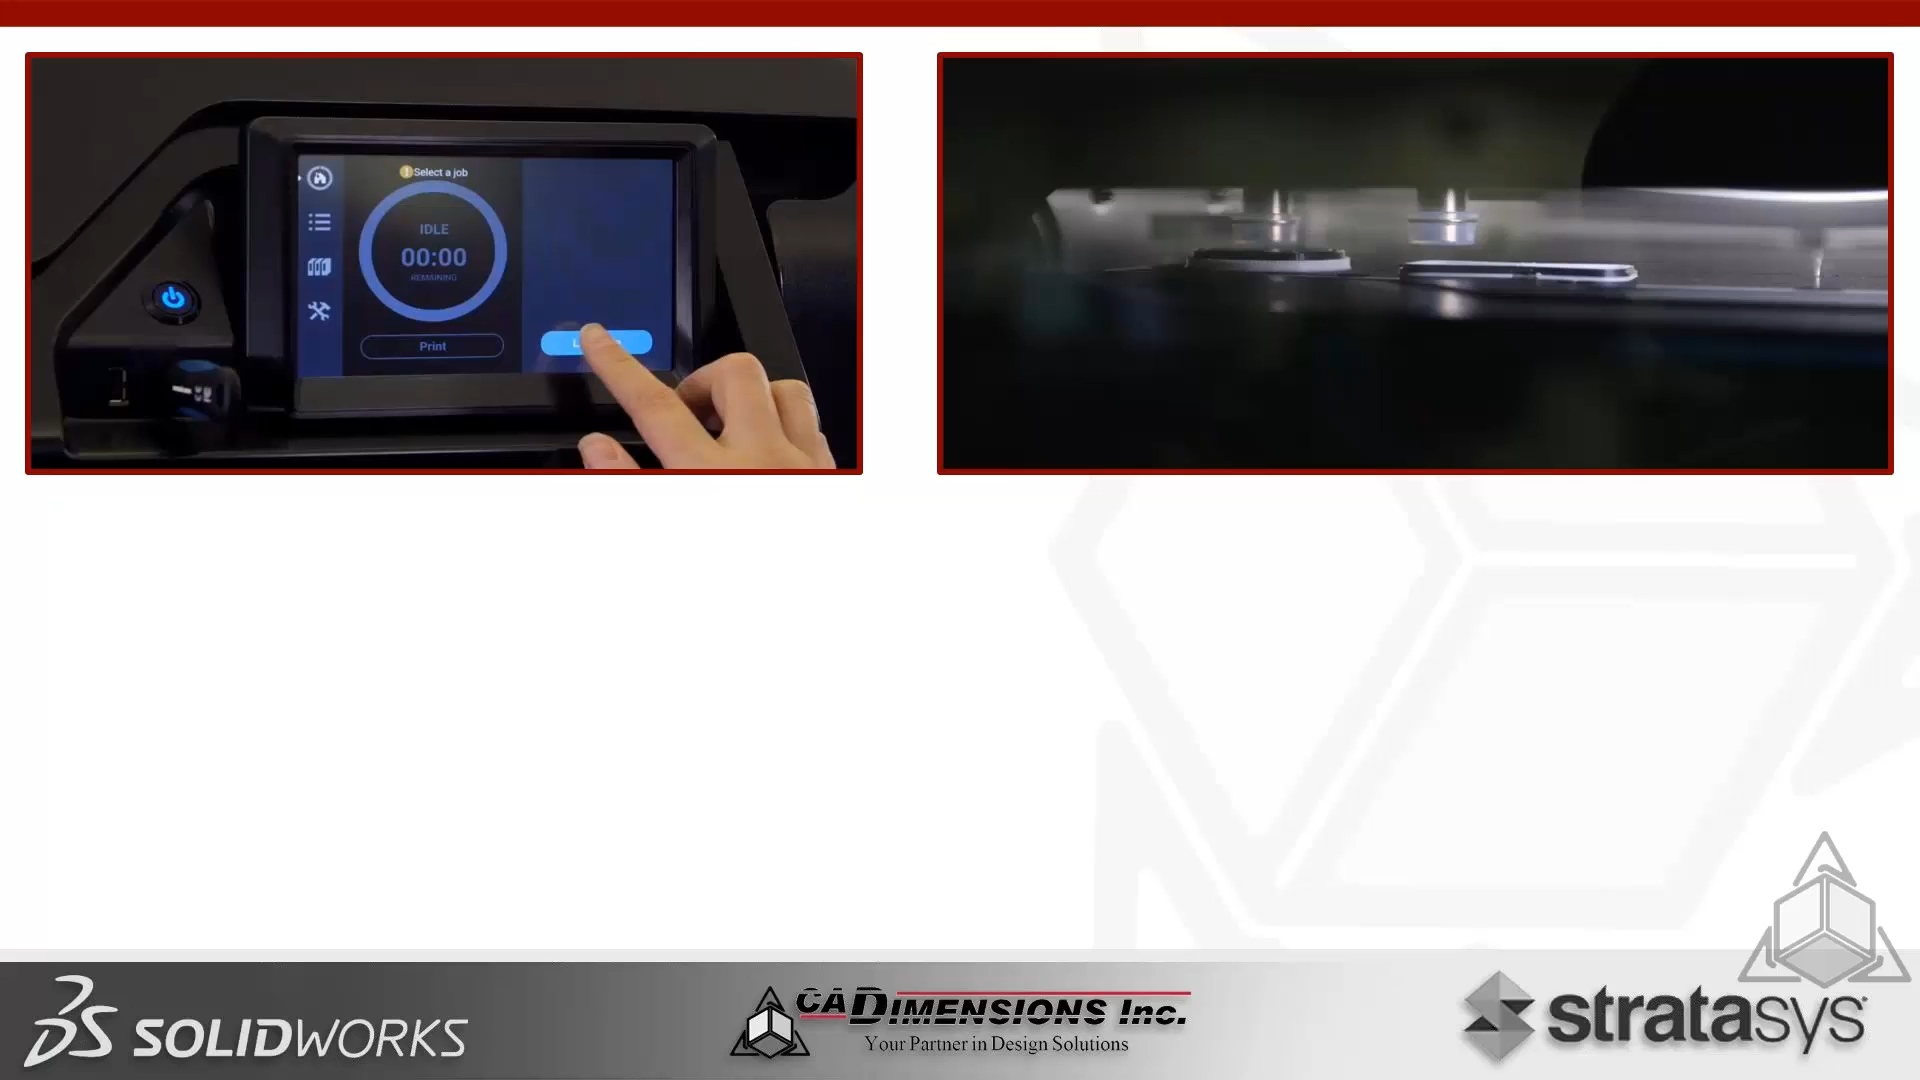 Select a job
IDLE
00:00
REMAINING
Print
SOLIDWORKS
CADIMENSIONS Inc.
Your Partner in Design Solutions
stratasys